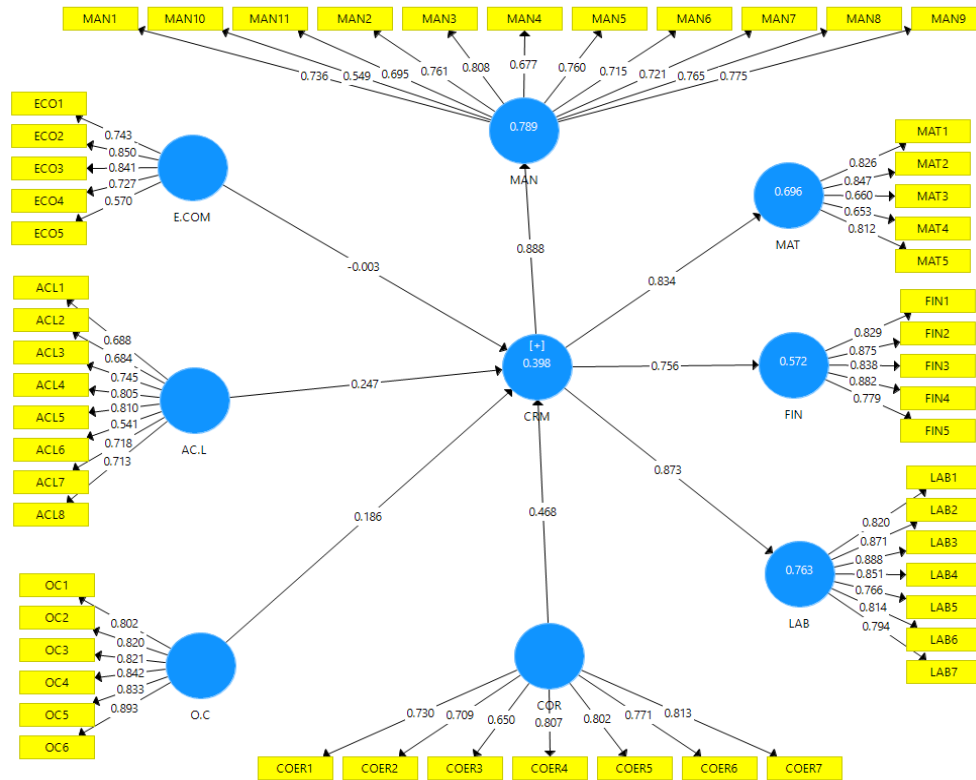 MAN1 MAN10 MAN11 MAN2 MAN3 MAN4 MAN5 MAN6 MAN7 MAN8 MAN9
0.736 0.549 0.695 0.761 0.808 0.677 0.760 0.715 0.721 0.765 0.775
0.789
MAN
ECO1
ECO2
ECO3
ECO4
ECO5
0.743
0.850
0.841
0.727
0.570
E.COM
MAT1
MAT2
MAT3
MAT4
MAT5
0.826
0.847
0.660
0.653
0.812
0.696
MAT
0.888
0.834
-0.003
ACL1
ACL2
ACL3
ACL4
ACL5
ACL6
ACL7
ACL8
0.688
0.684
0.745
0.805
0.810
0.541
0.718
0.713
AC.L
0.247
[+]
0.398
CRM
0.756
FIN1
FIN2
FIN3
FIN4
FIN5
0.829
0.875
0.838
0.882
0.779
0.572
FIN
0.186
0.468
0.873
OC1
OC2
OC3
OC4
OC5
OC6
0.802
0.820
0.821
0.842
0.833
0.893
O.C
LAB1
LAB2
LAB3
LAB4
LAB5
LAB6
LAB7
0.820
0.871
0.888
0.851
0.766
0.814
0.794
0.763
LAB
COR
0.730 0.709 0.650 0.807 0.802 0.771 0.813
COER1 COER2 COER3 COER4 COER5 COER6 COER7